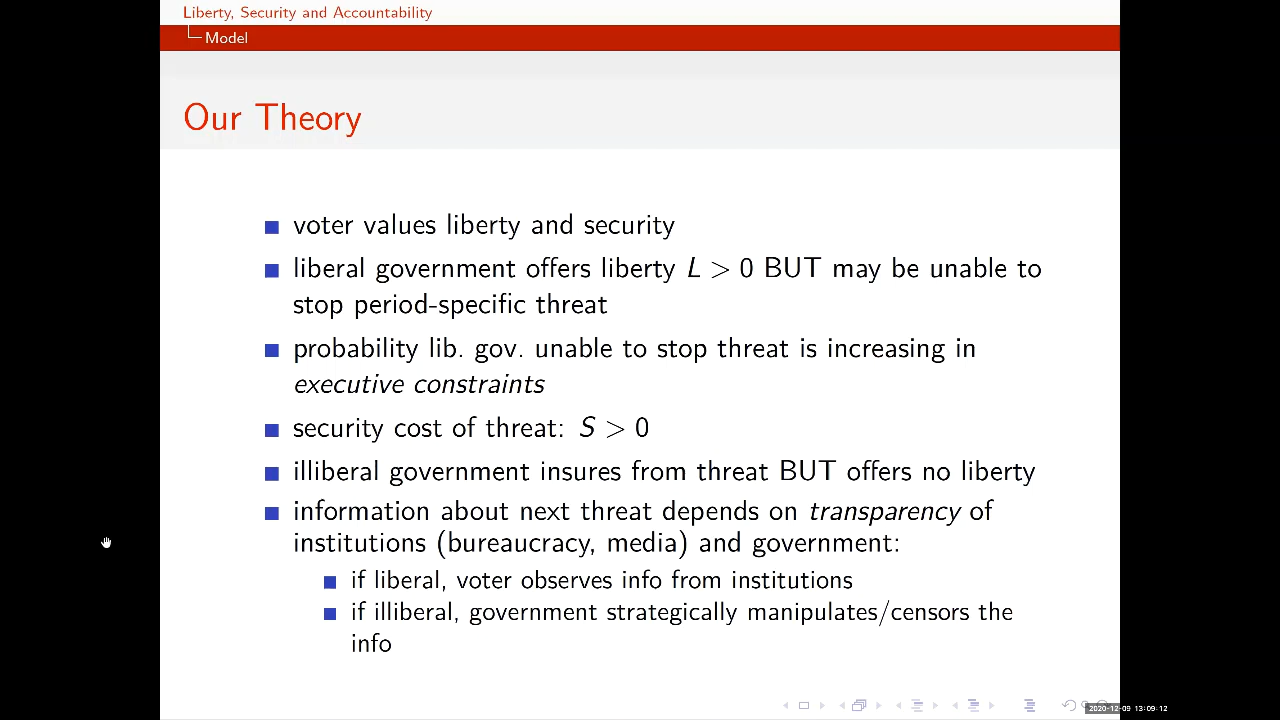 Liberty, Security and Accountability
Model
Our Theory
voter values liberty and security
liberal government offers liberty L > 0 BUT may be unable to
stop period-specific threat
probability lib. gov. unable to stop threat is increasing in
executive constraints
security cost of threat: S > 0
illiberal government insures from threat BUT offers no liberty
information about next threat depends on transparency of
institutions (bureaucracy, media) and government:
if liberal, voter observes info from institutions
if illiberal, government strategically manipulates/censors the
info
2020-12-09 13:09:12